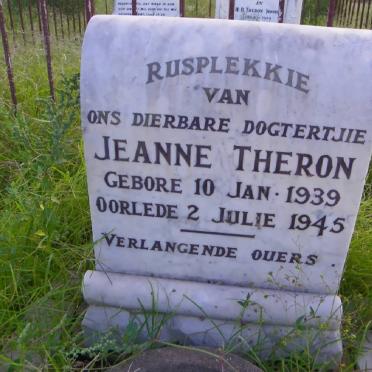 RUSPLEKKIE
VAN
ONS DIERBARE DOGTERTJIE
JEANNE THERON
GEBORE 10 JAN · 1939
OORLEDE 2 JULIE 1945
VERLANGENDE OUERS